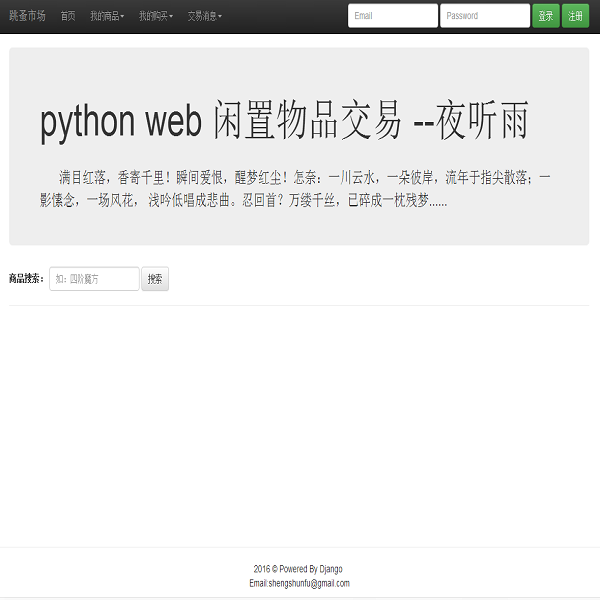 跳蚤市场 首页 我的商品 我的购买 交易消息 Email Password 登录 注册
python web 闲置物品交易 --夜听雨
满目红落，香寄千里！瞬间爱恨，醒梦红尘！怎奈：一川云水，一朵彼岸，流年于指尖散落；一
影愫念，一场风花， 浅吟低唱成悲曲。忍回首？万缕千丝，已碎成一枕残梦......
商品搜索： 如：四阶魔方 搜索
2016 © Powered By Django
Email:shengshunfu@gmail.com